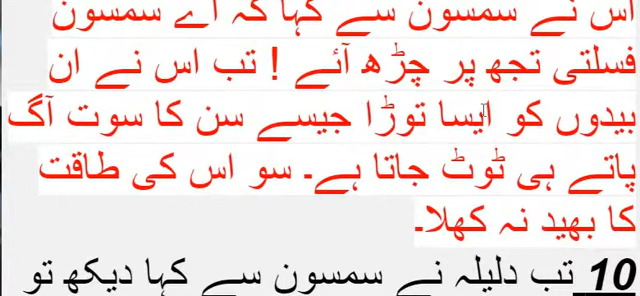 اس نے سمسون سے کہا کہ اے سمسون
فسلتی تجھ پر چڑھ آئے ! تب اس نے ان
بیدوں کو ایسا توڑا جیسے سن کا سوت آگ
پاتے ہی ٹوٹ جاتا ہے۔ سو اس کی طاقت
کا بھید نہ کھلا۔
10 تب دلیلہ نے سمسون سے کہا دیکھ تو